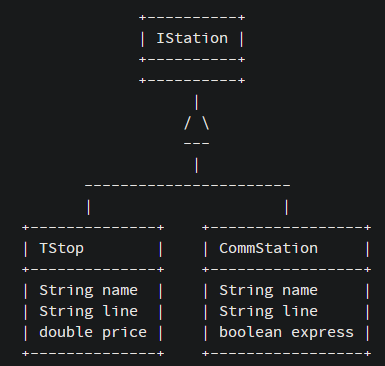 IStation
TStop CommStation
String name String name
String line String line
double price boolean express